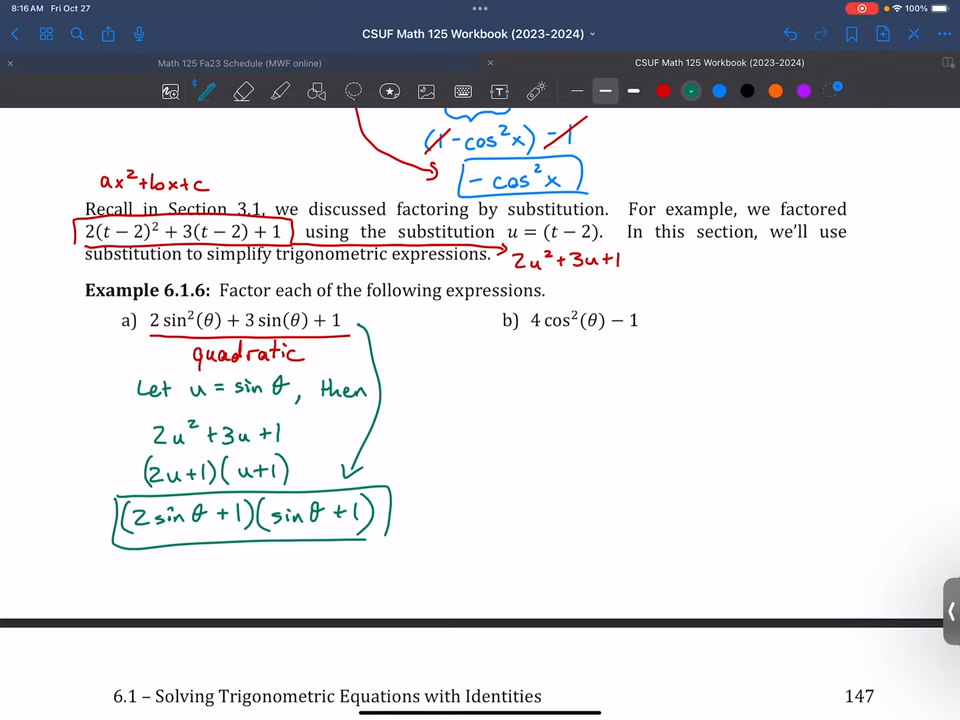 8:16 AM Fri Oct 27
100%
CSUF Math 125 Workbook (2023-2024)
Math 125 Fa23 Schedule (MWF online)
CSUF Math 125 Workbook (2023-2024)
(1 - cos²x) - 1
- cos²x
ax² + bx + c
Recall in Section 3.1, we discussed factoring by substitution. For example, we factored
2(t − 2)² + 3(t − 2) + 1 using the substitution u = (t − 2). In this section, we'll use
substitution to simplify trigonometric expressions.
2u² + 3u + 1
Example 6.1.6: Factor each of the following expressions.
a) 2 sin²(θ) + 3 sin(θ) + 1
b) 4 cos²(θ) − 1
quadratic
Let u = sin θ, then
2u² + 3u + 1
(2u+1)(u+1)
(2 sin θ + 1)(sin θ + 1)
6.1 – Solving Trigonometric Equations with Identities
147